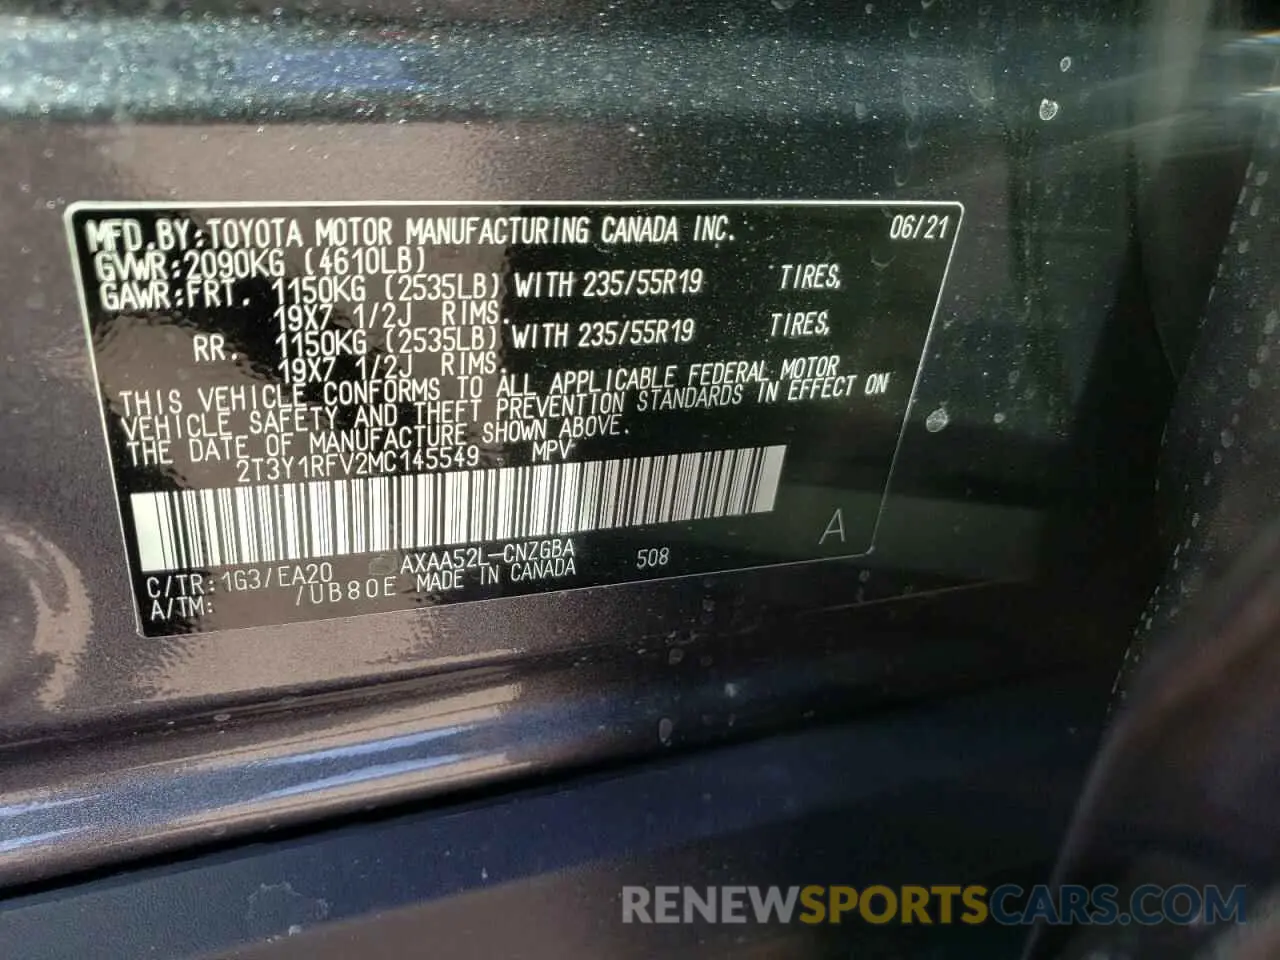 MFD.BY:TOYOTA MOTOR MANUFACTURING CANADA INC. 06/21
GVWR:2090KG (4610LB)
GAWR:FRT. 1150KG (2535LB) WITH 235/55R19 TIRES,
19X7 1/2J RIMS.
RR. 1150KG (2535LB) WITH 235/55R19 TIRES,
19X7 1/2J RIMS.
THIS VEHICLE CONFORMS TO ALL APPLICABLE FEDERAL MOTOR
VEHICLE SAFETY AND THEFT PREVENTION STANDARDS IN EFFECT ON
THE DATE OF MANUFACTURE SHOWN ABOVE.
2T3Y1RFV2MC145549 MPV
C/TR:1G3/EA20 AXAA52L-CNZGBA 508 A
A/TM: /UB80E MADE IN CANADA
RENEWSPORTSCARS.COM